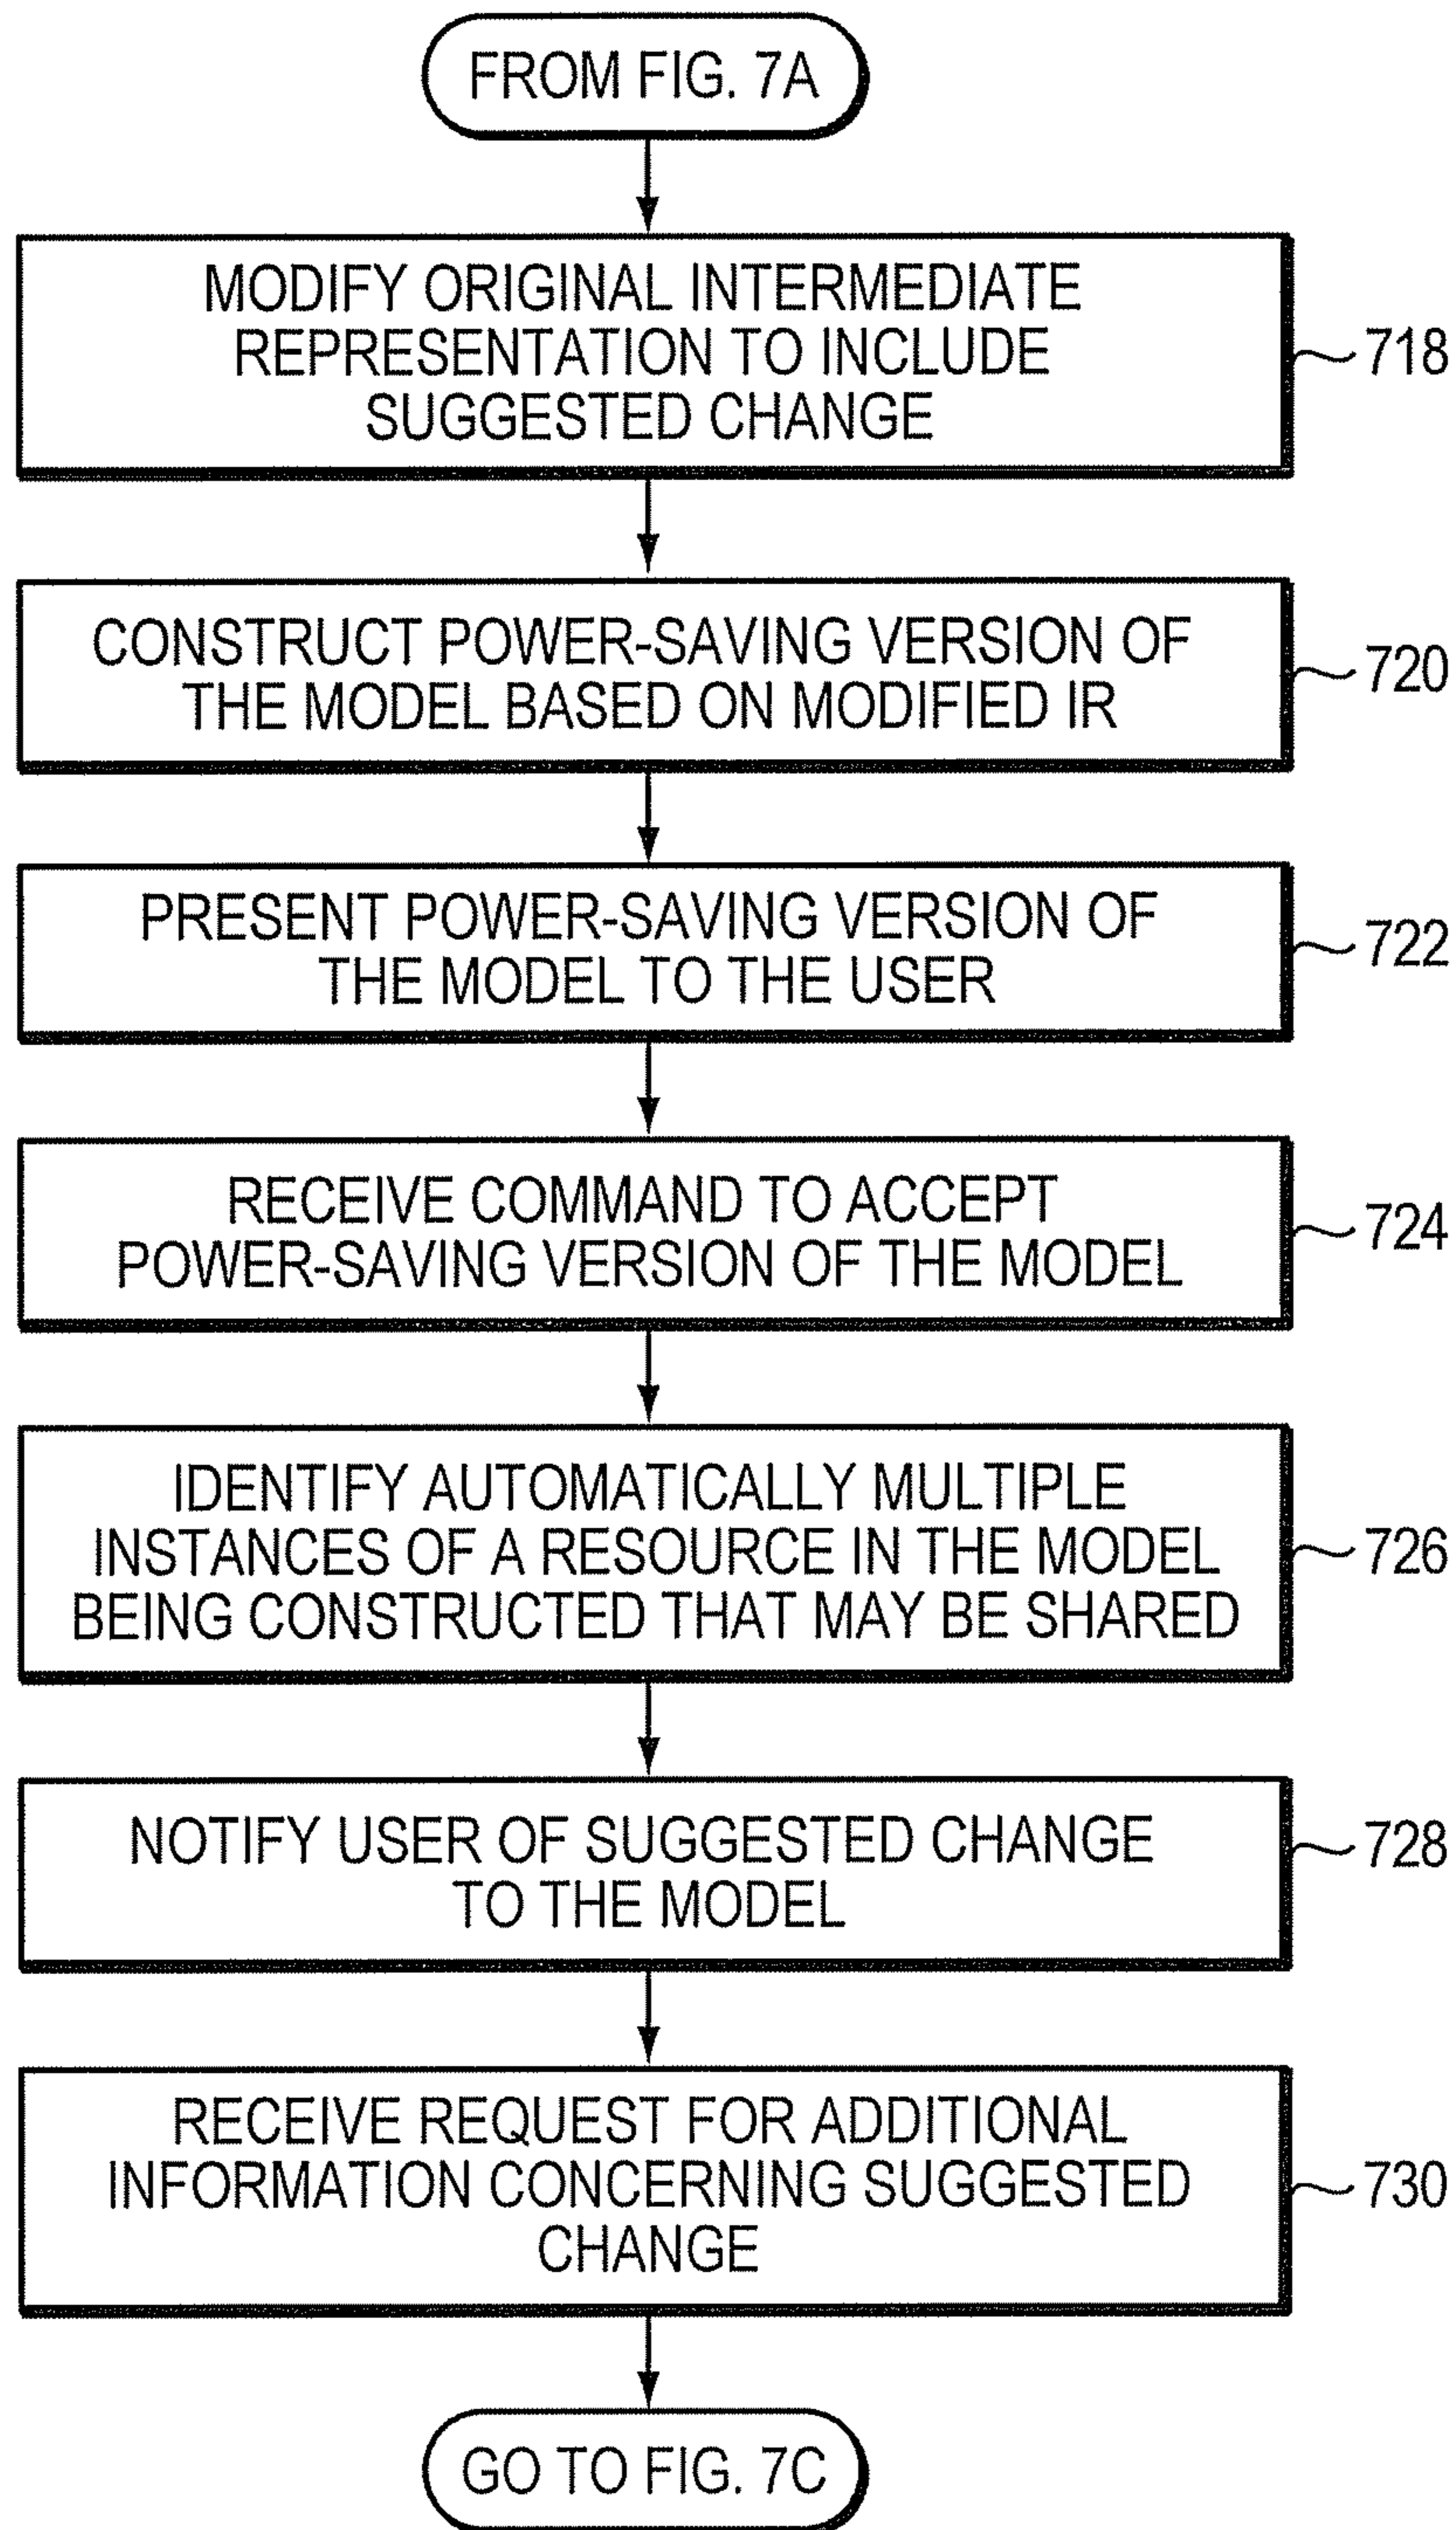 FROM FIG. 7A
MODIFY ORIGINAL INTERMEDIATE
REPRESENTATION TO INCLUDE
SUGGESTED CHANGE
718
CONSTRUCT POWER-SAVING VERSION OF
THE MODEL BASED ON MODIFIED IR
720
PRESENT POWER-SAVING VERSION OF
THE MODEL TO THE USER
722
RECEIVE COMMAND TO ACCEPT
POWER-SAVING VERSION OF THE MODEL
724
IDENTIFY AUTOMATICALLY MULTIPLE
INSTANCES OF A RESOURCE IN THE MODEL
BEING CONSTRUCTED THAT MAY BE SHARED
726
NOTIFY USER OF SUGGESTED CHANGE
TO THE MODEL
728
RECEIVE REQUEST FOR ADDITIONAL
INFORMATION CONCERNING SUGGESTED
CHANGE
730
GO TO FIG. 7C